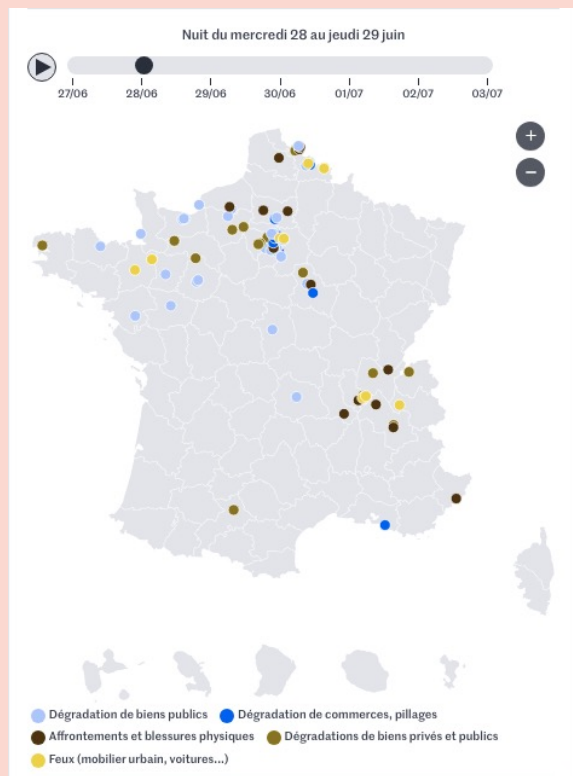 Nuit du mercredi 28 au jeudi 29 juin
27/06 28/06 29/06 30/06 01/07 02/07 03/07
+
−
Dégradation de biens publics Dégradation de commerces, pillages
Affrontements et blessures physiques Dégradations de biens privés et publics
Feux (mobilier urbain, voitures...)